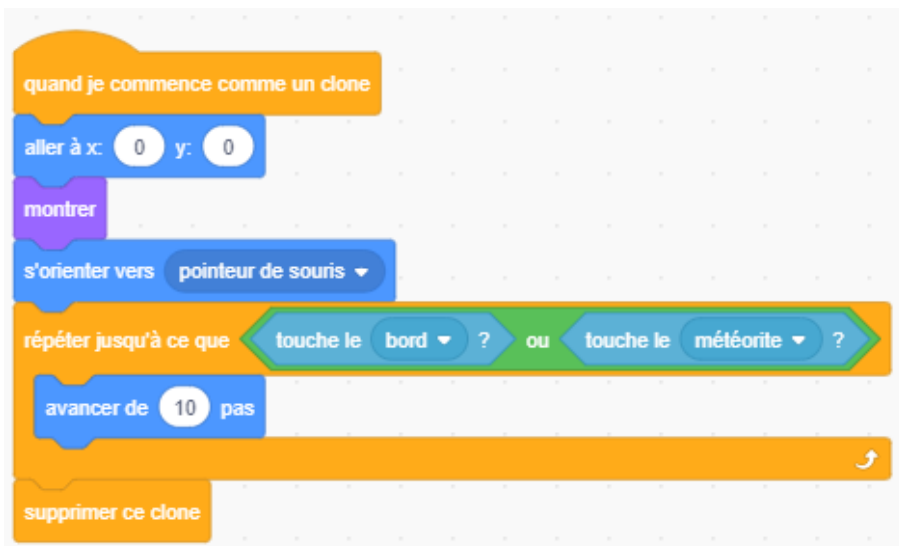 quand je commence comme un clone
aller à x: 0 y: 0
montrer
s'orienter vers pointeur de souris
répéter jusqu'à ce que touche le bord ? ou touche le météorite ?
avancer de 10 pas
supprimer ce clone